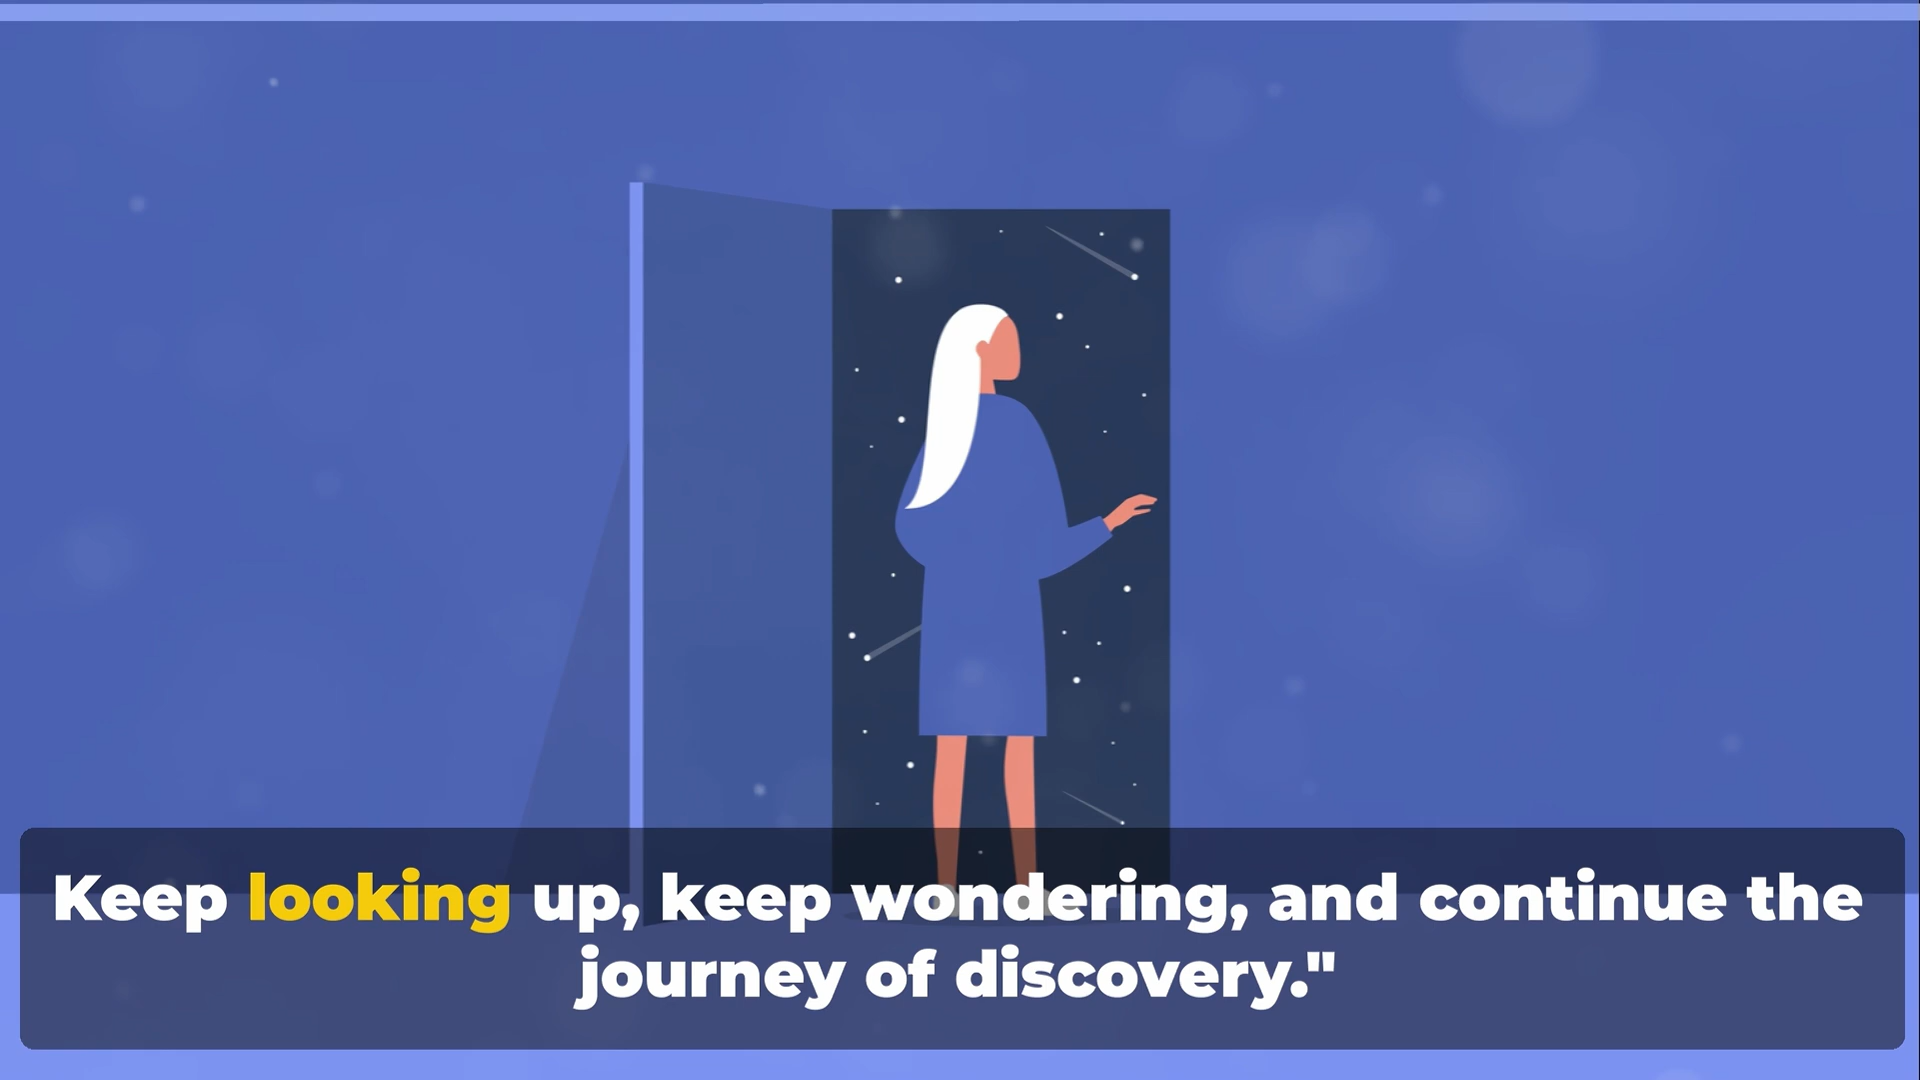 Keep looking up, keep wondering, and continue the
journey of discovery."